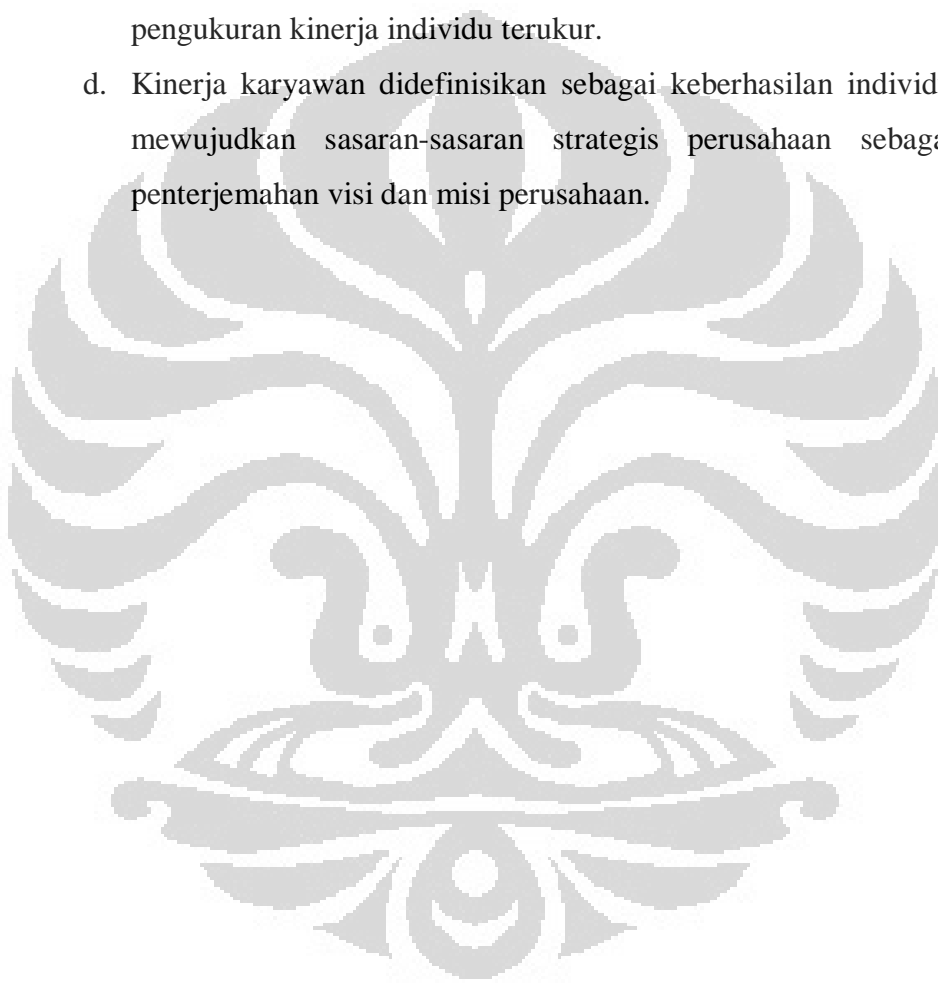 pengukuran kinerja individu terukur.
d. Kinerja karyawan didefinisikan sebagai keberhasilan individ
mewujudkan sasaran-sasaran strategis perusahaan sebaga
penterjemahan visi dan misi perusahaan.